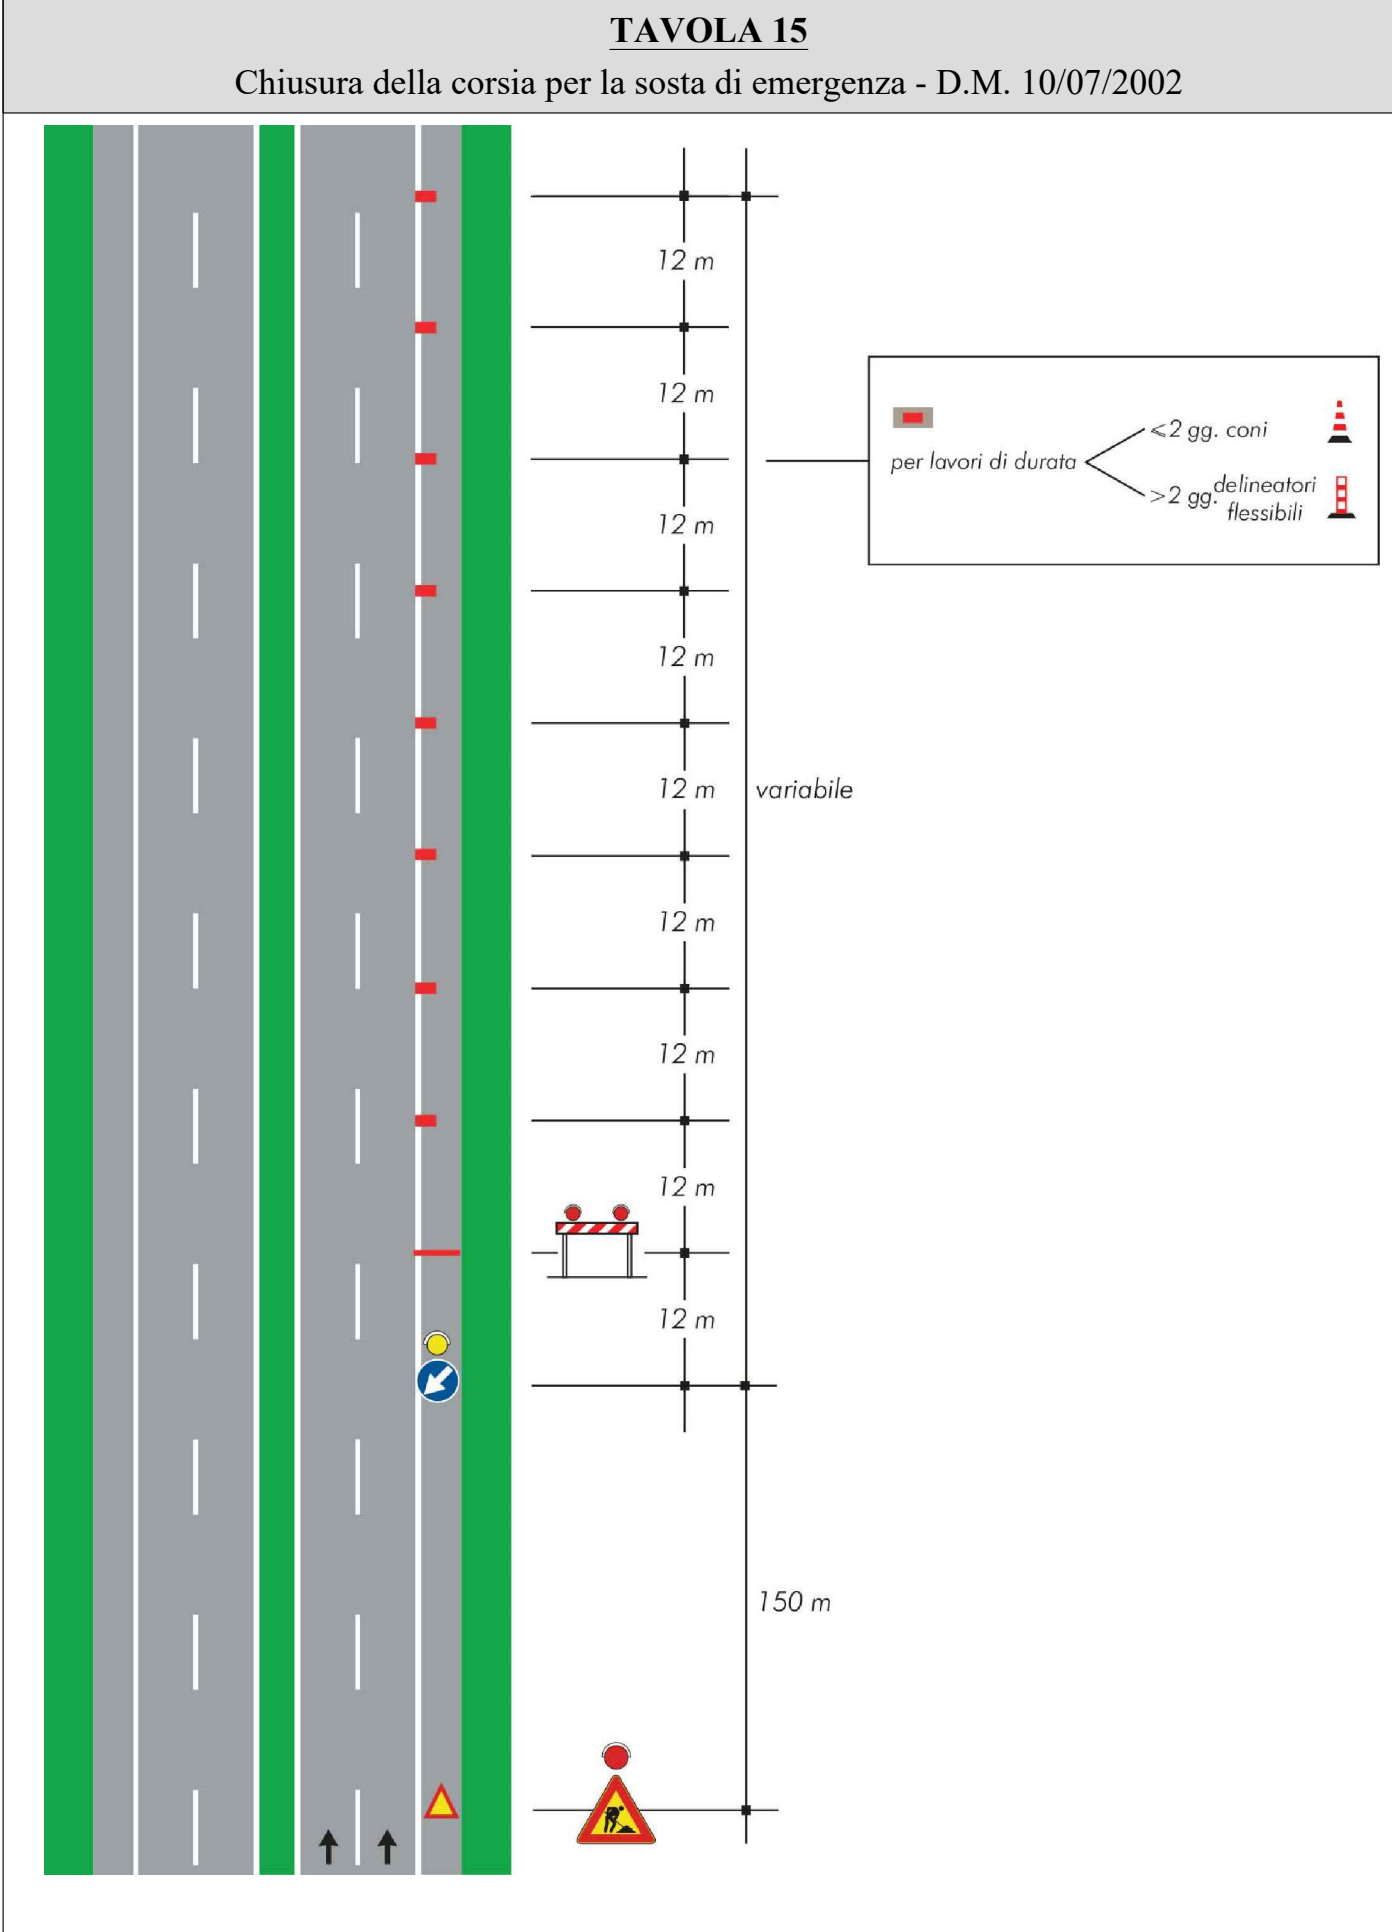 TAVOLA 15
Chiusura della corsia per la sosta di emergenza - D.M. 10/07/2002
12 m
12 m
⩽2 gg. coni
per lavori di durata
>2 gg. delineatori
flessibili
12 m
12 m
12 m
variabile
12 m
12 m
12 m
12 m
150 m